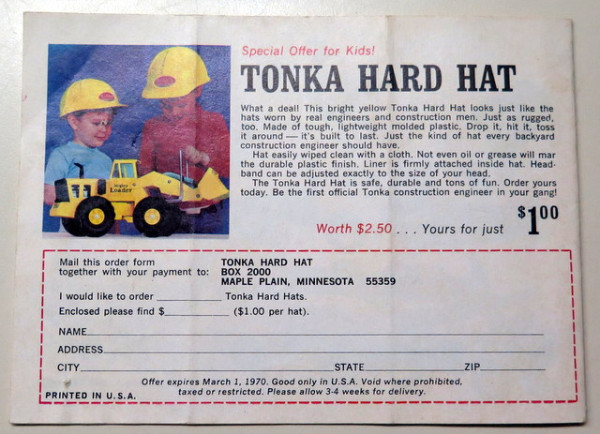 Special Offer for Kids!
TONKA HARD HAT
What a deal! This bright yellow Tonka Hard Hat looks just like the
hats worn by real engineers and construction men. Just as rugged,
too. Made of tough, lightweight molded plastic. Drop it, hit it, toss
it around — it's built to last. Just the kind of hat every backyard
construction engineer should have.
Hat easily wiped clean with a cloth. Not even oil or grease will mar
the durable plastic finish. Liner is firmly attached inside hat. Head-
band can be adjusted exactly to the size of your head.
The Tonka Hard Hat is safe, durable and tons of fun. Order yours
today. Be the first official Tonka construction engineer in your gang!
Worth $2.50 . . . Yours for just $1.00
Mail this order form
together with your payment to:
TONKA HARD HAT
BOX 2000
MAPLE PLAIN, MINNESOTA 55359
I would like to order __________ Tonka Hard Hats.
Enclosed please find $__________ ($1.00 per hat).
NAME
ADDRESS
CITY STATE ZIP
Offer expires March 1, 1970. Good only in U.S.A. Void where prohibited,
taxed or restricted. Please allow 3-4 weeks for delivery.
PRINTED IN U.S.A.
Loader